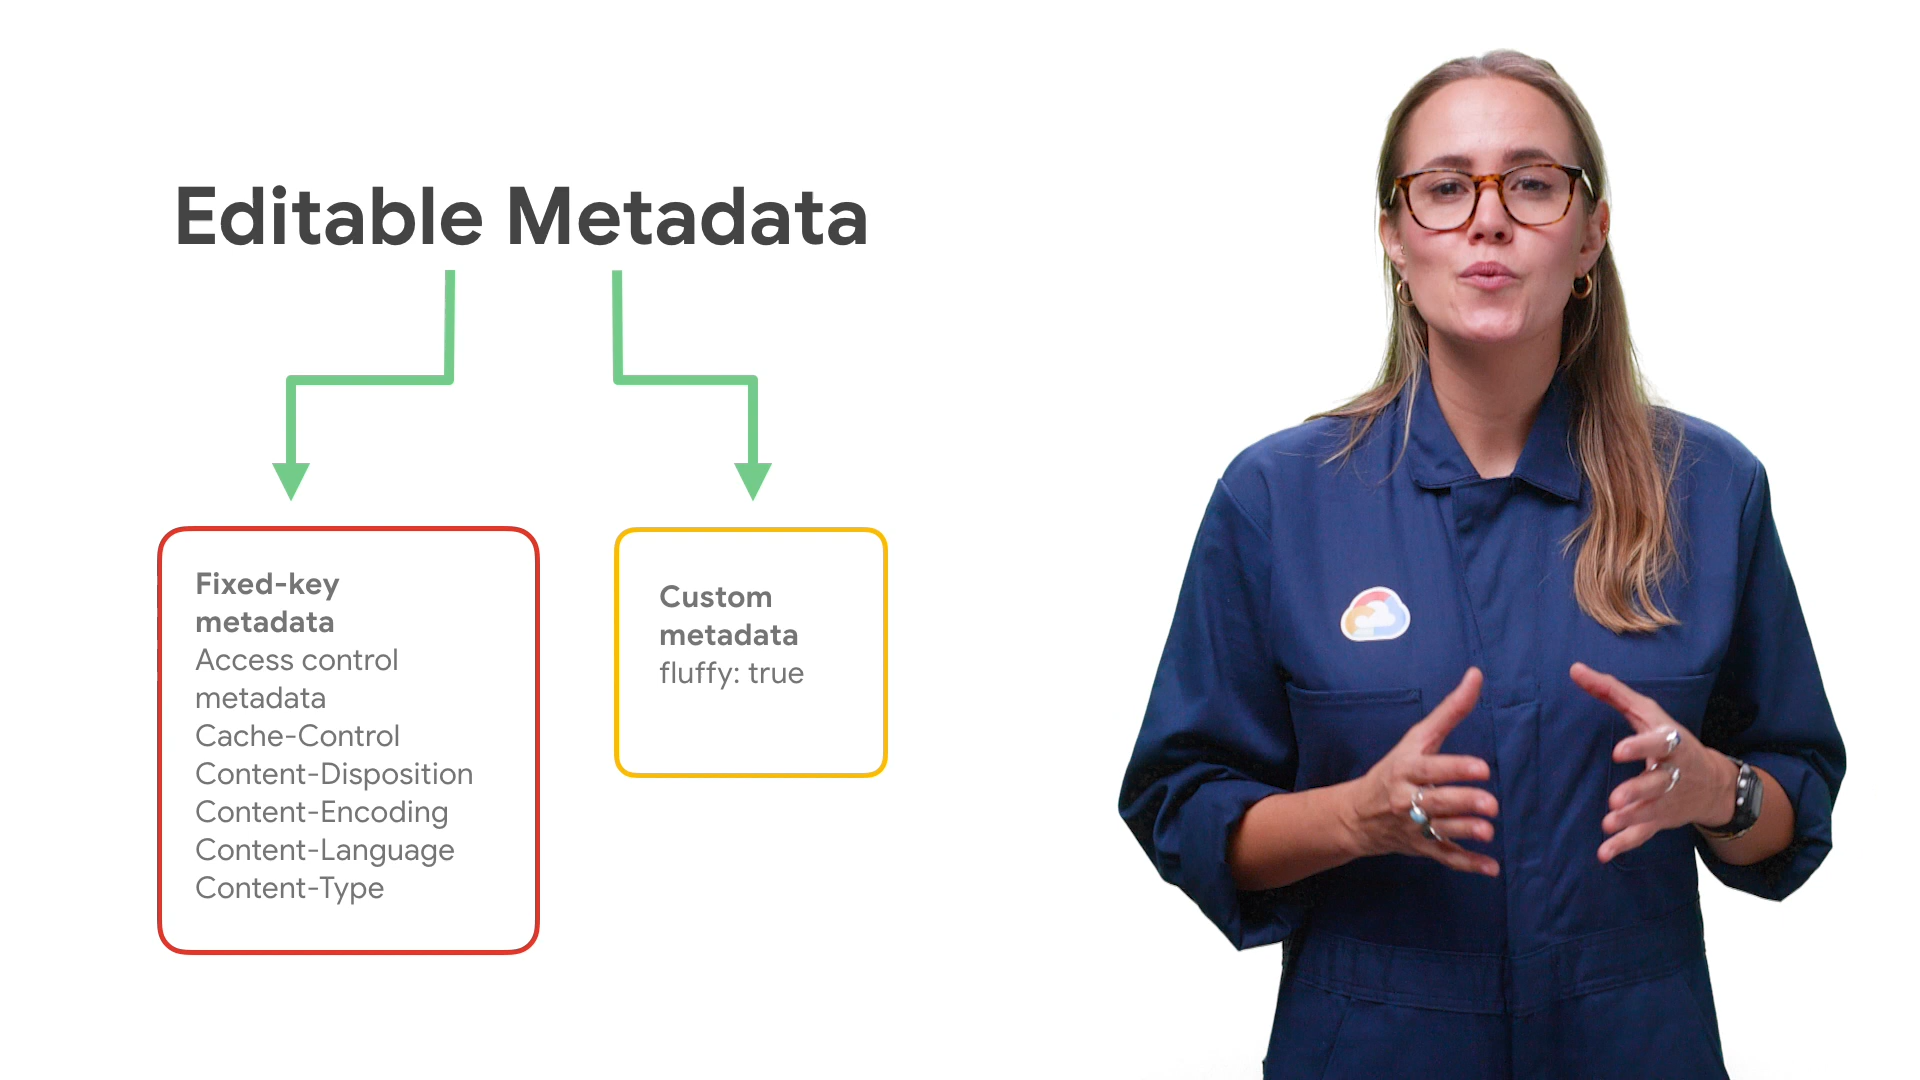 Editable Metadata
Fixed-key
metadata
Access control
metadata
Cache-Control
Content-Disposition
Content-Encoding
Content-Language
Content-Type
Custom
metadata
fluffy: true